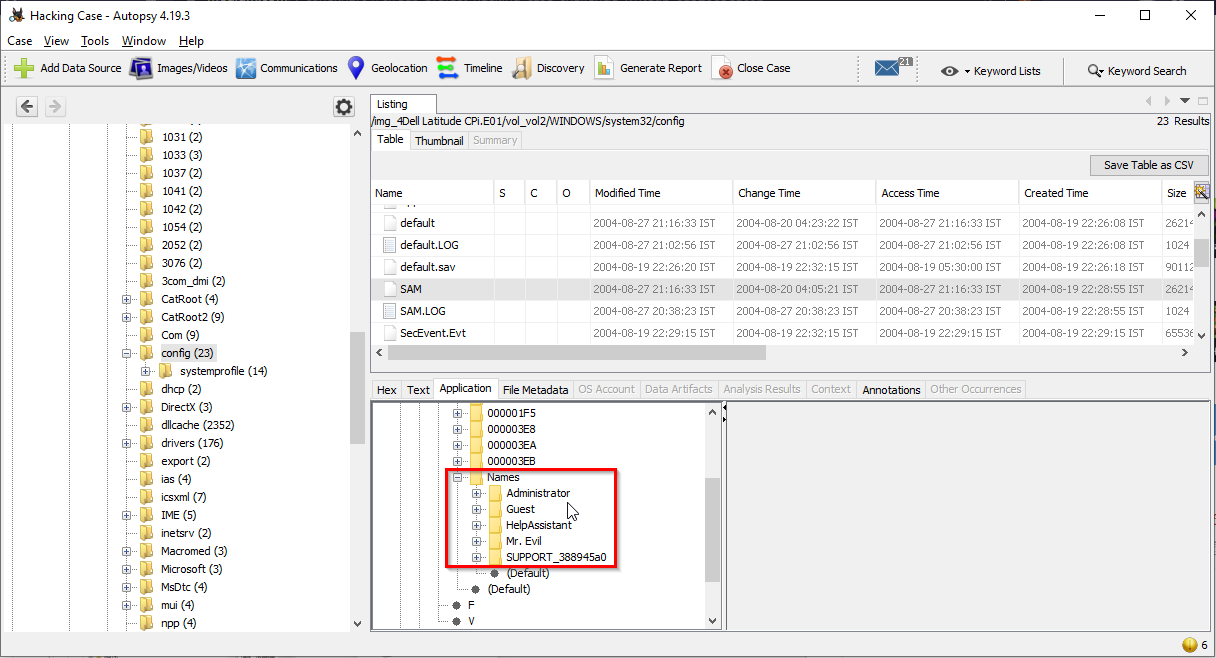 Hacking Case - Autopsy 4.19.3
Case View Tools Window Help
Add Data Source Images/Videos Communications Geolocation Timeline Discovery Generate Report Close Case 21 Keyword Lists Keyword Search
Listing
/img_4Dell Latitude CPi.E01/vol_vol2/WINDOWS/system32/config 23 Results
Table Thumbnail Summary
Save Table as CSV
Name S C O Modified Time Change Time Access Time Created Time Size
default 2004-08-27 21:16:33 IST 2004-08-20 04:23:22 IST 2004-08-27 21:16:33 IST 2004-08-19 22:26:08 IST 26214
default.LOG 2004-08-27 21:02:56 IST 2004-08-27 21:02:56 IST 2004-08-27 21:02:56 IST 2004-08-19 22:26:08 IST 1024
default.sav 2004-08-19 22:26:20 IST 2004-08-19 22:32:15 IST 2004-08-19 05:30:00 IST 2004-08-19 22:26:18 IST 90112
SAM 2004-08-27 21:16:33 IST 2004-08-20 04:05:21 IST 2004-08-27 21:16:33 IST 2004-08-19 22:28:55 IST 26214
SAM.LOG 2004-08-27 20:38:23 IST 2004-08-27 20:38:23 IST 2004-08-27 20:38:23 IST 2004-08-19 22:28:55 IST 1024
SecEvent.Evt 2004-08-19 22:29:15 IST 2004-08-19 22:32:15 IST 2004-08-19 22:29:15 IST 2004-08-19 22:29:15 IST 65536
1031 (2)
1033 (3)
1037 (2)
1041 (2)
1042 (2)
1054 (2)
2052 (2)
3076 (2)
3com_dmi (2)
CatRoot (4)
CatRoot2 (9)
Com (9)
config (23)
systemprofile (14)
dhcp (2)
DirectX (3)
dllcache (2352)
drivers (176)
export (2)
ias (4)
icsxml (7)
IME (5)
inetsrv (2)
Macromed (3)
Microsoft (3)
MsDtc (4)
mui (4)
npp (4)
Hex Text Application File Metadata OS Account Data Artifacts Analysis Results Context Annotations Other Occurrences
000001F5
000003E8
000003EA
000003EB
Names
Administrator
Guest
HelpAssistant
Mr. Evil
SUPPORT_388945a0
(Default)
(Default)
F
V
6